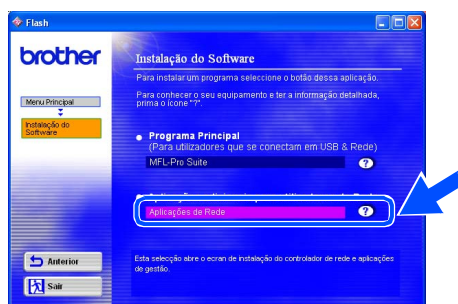 Flash
brother
Instalação do Software
Para instalar um programa seleccione o botão dessa aplicação.
Para conhecer o seu equipamento e ter a informação detalhada,
prima o ícone "?".
Menu Principal
Instalação do
Software
Programa Principal
(Para utilizadores que se conectam em USB & Rede)
MFL-Pro Suite
?
Aplicações de Rede
?
Anterior
Sair
Esta selecção abre o ecran de instalação do controlador de rede e aplicações
de gestão.